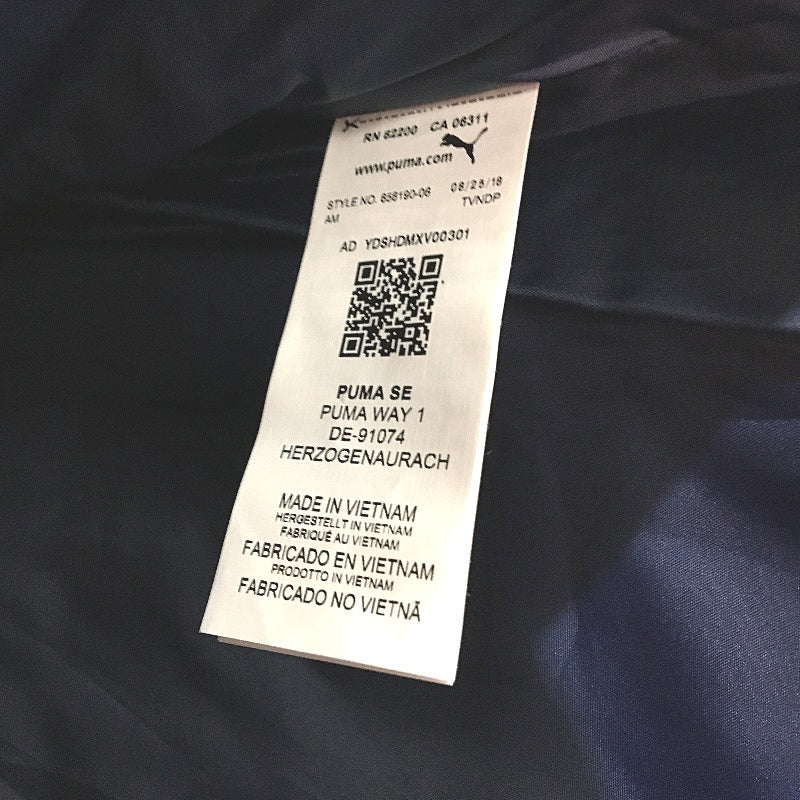 RN 62200 CA 06311
www.puma.com
STYLE NO. 656190-06 08/25/18
AM TVNDP
AD YDSHDMXV00301
PUMA SE
PUMA WAY 1
DE-91074
HERZOGENAURACH
MADE IN VIETNAM
HERGESTELLT IN VIETNAM
FABRIQUÉ AU VIETNAM
FABRICADO EN VIETNAM
PRODOTTO IN VIETNAM
FABRICADO NO VIETNÃ